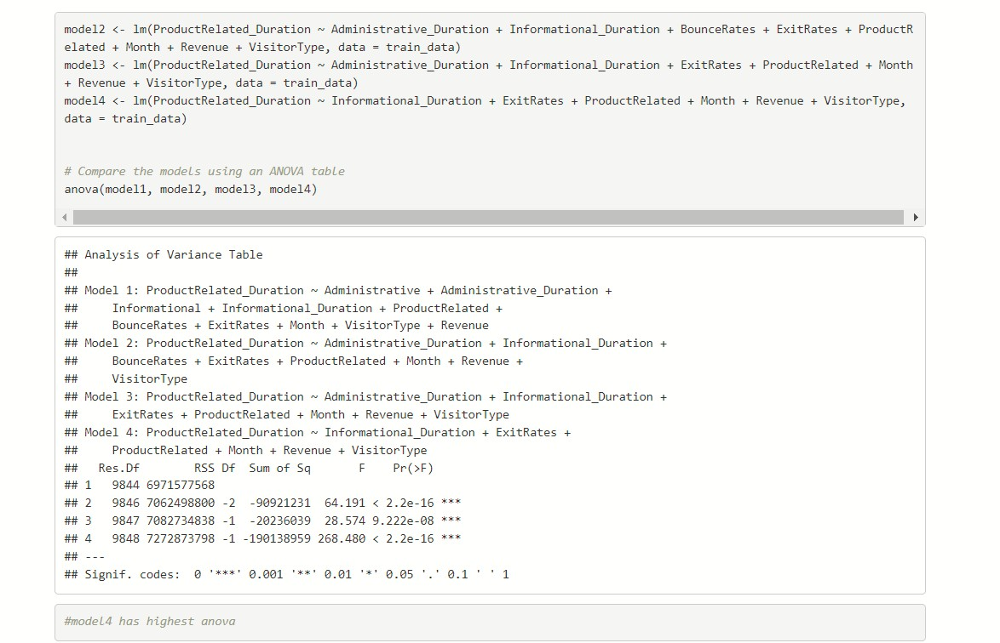 model2 <- lm(ProductRelated_Duration ~ Administrative_Duration + Informational_Duration + BounceRates + ExitRates + ProductR
elated + Month + Revenue + VisitorType, data = train_data)
model3 <- lm(ProductRelated_Duration ~ Administrative_Duration + Informational_Duration + ExitRates + ProductRelated + Month
+ Revenue + VisitorType, data = train_data)
model4 <- lm(ProductRelated_Duration ~ Informational_Duration + ExitRates + ProductRelated + Month + Revenue + VisitorType,
data = train_data)
# Compare the models using an ANOVA table
anova(model1, model2, model3, model4)
## Analysis of Variance Table
##
## Model 1: ProductRelated_Duration ~ Administrative + Administrative_Duration +
##     Informational + Informational_Duration + ProductRelated +
##     BounceRates + ExitRates + Month + VisitorType + Revenue
## Model 2: ProductRelated_Duration ~ Administrative_Duration + Informational_Duration +
##     BounceRates + ExitRates + ProductRelated + Month + Revenue +
##     VisitorType
## Model 3: ProductRelated_Duration ~ Administrative_Duration + Informational_Duration +
##     ExitRates + ProductRelated + Month + Revenue + VisitorType
## Model 4: ProductRelated_Duration ~ Informational_Duration + ExitRates +
##     ProductRelated + Month + Revenue + VisitorType
##   Res.Df        RSS Df  Sum of Sq       F    Pr(>F)
## 1   9844 6971577568
## 2   9846 7062498800 -2  -90921231  64.191 < 2.2e-16 ***
## 3   9847 7082734838 -1  -20236039  28.574 9.222e-08 ***
## 4   9848 7272873798 -1 -190138959 268.480 < 2.2e-16 ***
## ---
## Signif. codes:  0 '***' 0.001 '**' 0.01 '*' 0.05 '.' 0.1 ' ' 1
#model4 has highest anova